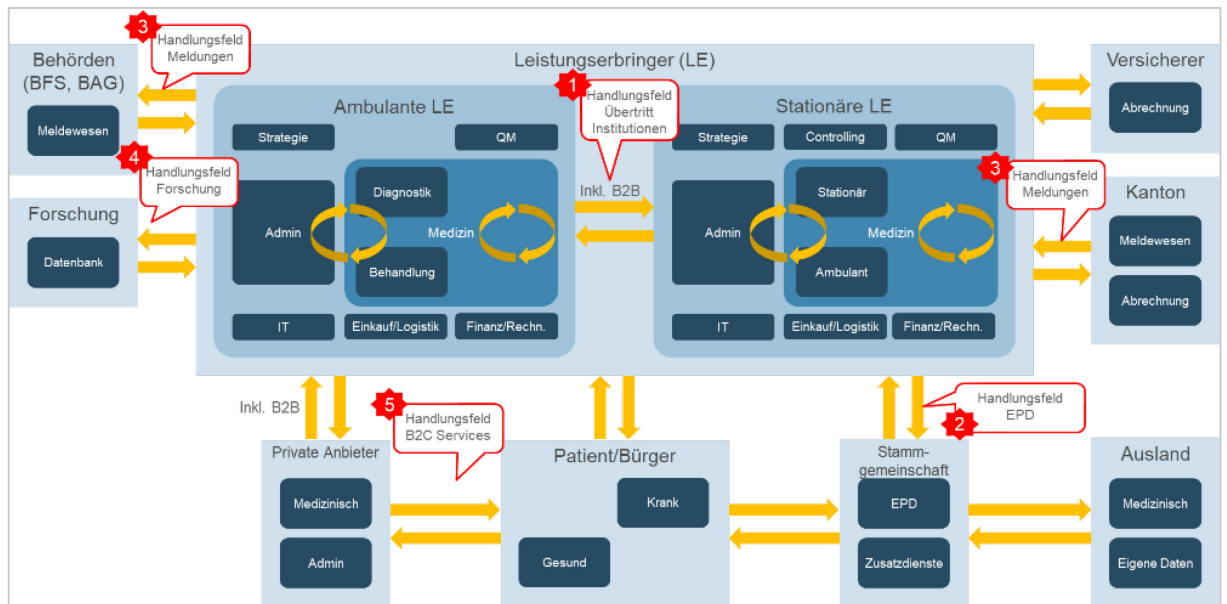 3
Handlungsfeld
Meldungen
Behörden
(BFS, BAG)
Meldewesen
4
Handlungsfeld
Forschung
Forschung
Datenbank
Leistungserbringer (LE)
Ambulante LE
Strategie
QM
Admin
Diagnostik
Medizin
Behandlung
IT
Einkauf/Logistik
Finanz/Rechn.
1
Handlungsfeld
Übertritt
Institutionen
Inkl. B2B
Stationäre LE
Strategie
Controlling
QM
Admin
Stationär
Medizin
Ambulant
IT
Einkauf/Logistik
Finanz/Rechn.
3
Handlungsfeld
Meldungen
Versicherer
Abrechnung
Kanton
Meldewesen
Abrechnung
Inkl. B2B
5
Handlungsfeld
B2C Services
Handlungsfeld
EPD
2
Private Anbieter
Medizinisch
Admin
Patient/Bürger
Krank
Gesund
Stamm-
gemeinschaft
EPD
Zusatzdienste
Ausland
Medizinisch
Eigene Daten